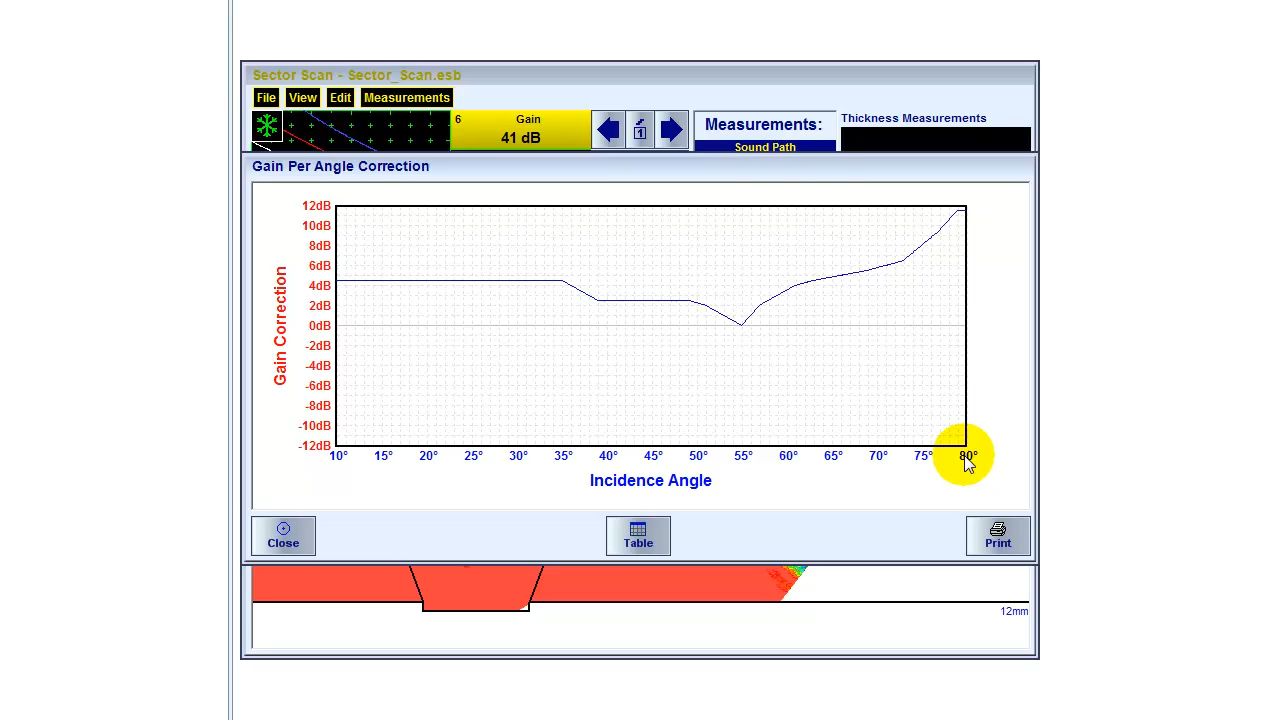 Sector Scan - Sector_Scan.esb
File View Edit Measurements
6 Gain
41 dB
1
Measurements:
Sound Path
Thickness Measurements
Gain Per Angle Correction
12dB
10dB
8dB
6dB
4dB
2dB
0dB
-2dB
-4dB
-6dB
-8dB
-10dB
-12dB
Gain Correction
10° 15° 20° 25° 30° 35° 40° 45° 50° 55° 60° 65° 70° 75° 80°
Incidence Angle
Close
Table
Print
12mm